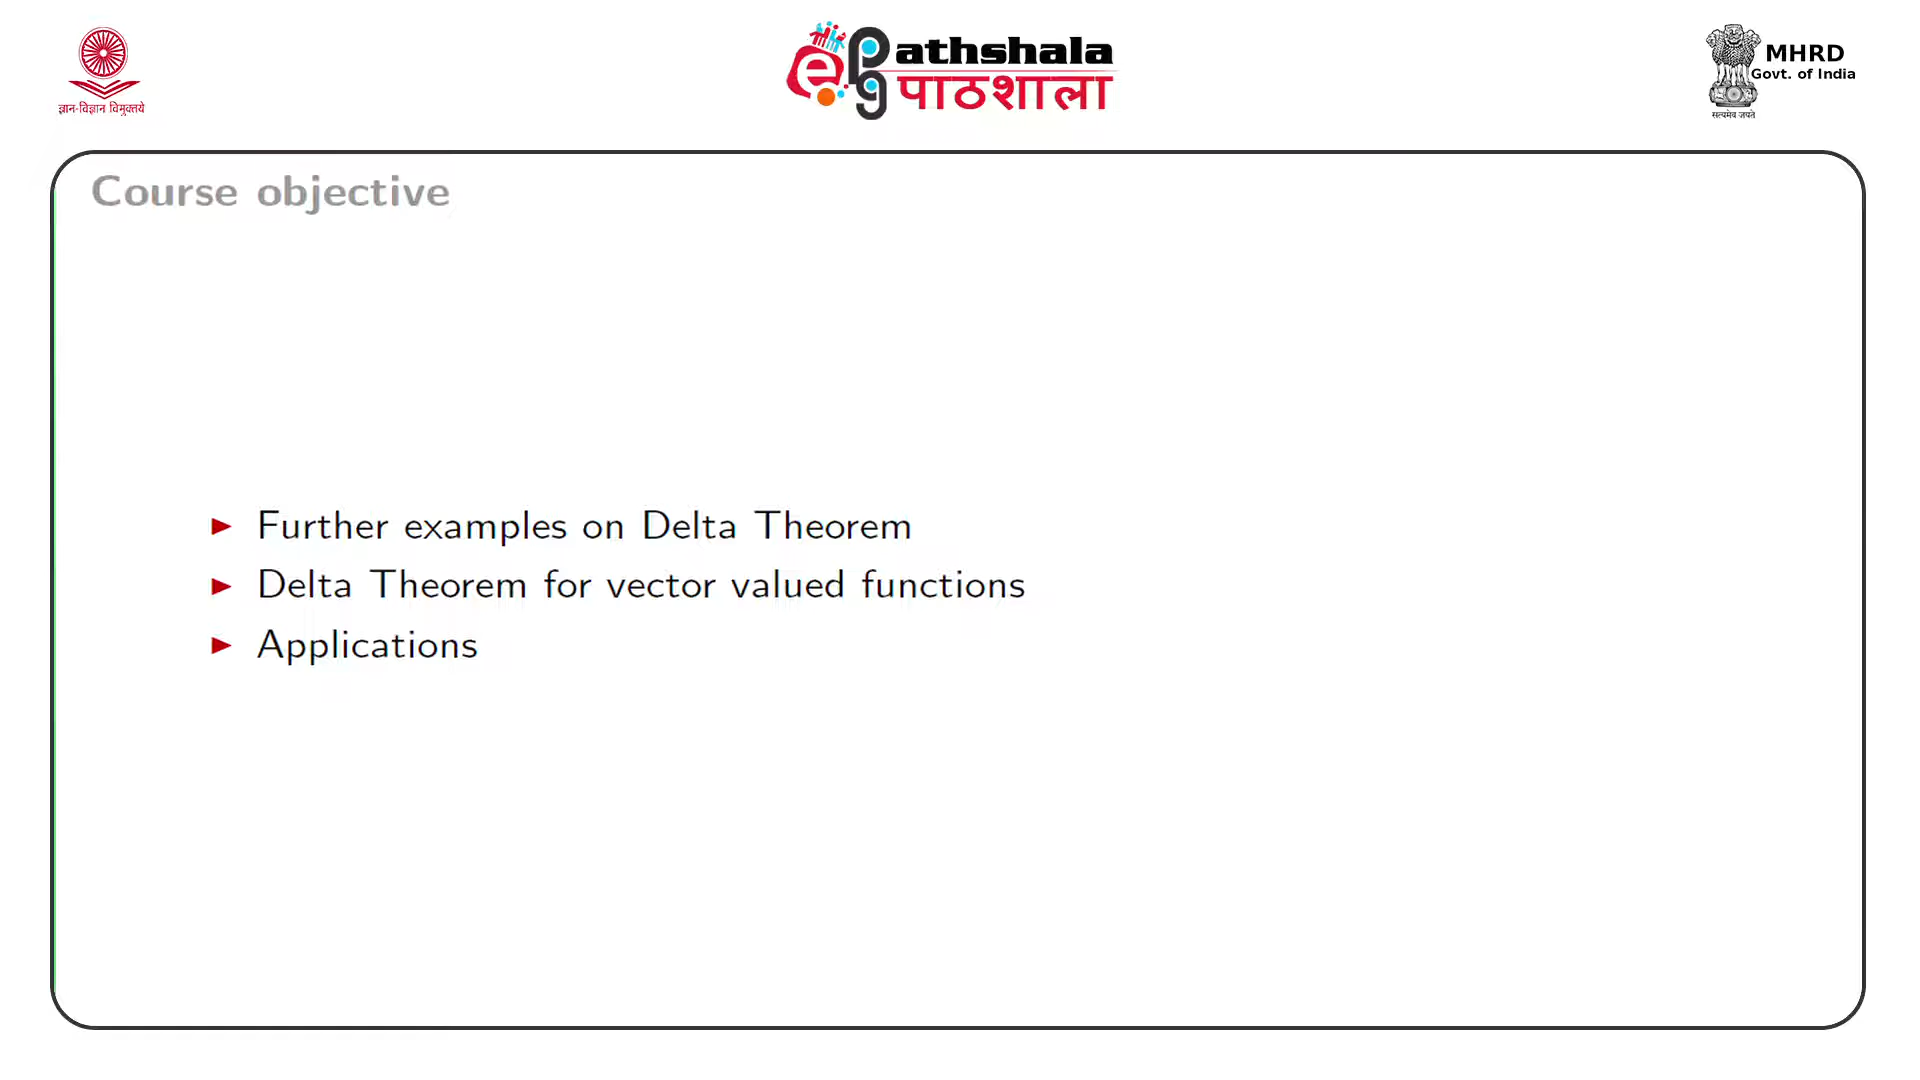 ज्ञान-विज्ञान विमुक्तये
ePGathshala
पाठशाला
MHRD
Govt. of India
सत्यमेव जयते
Course objective
Further examples on Delta Theorem
Delta Theorem for vector valued functions
Applications